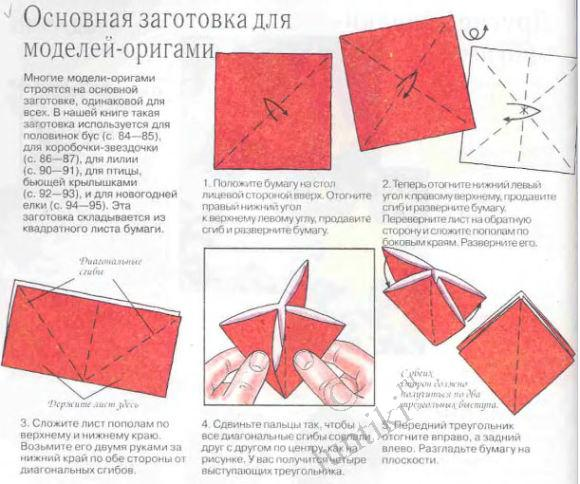 Основная заготовка для
моделей-оригами
Многие модели-оригами
строятся на основной
заготовке, одинаковой для
всех. В нашей книге такая
заготовка используется для
половинок бус (с. 84—85),
для коробочки-звездочки
(с. 86—87), для лилии
(с. 90—91), для птицы,
бьющей крылышками
(с. 92—93), и для новогодней
елки (с. 94—95). Эта
заготовка складывается из
квадратного листа бумаги.
1. Положите бумагу на стол
лицевой стороной вверх. Отогните
правый нижний угол
к верхнему левому углу, продавите
сгиб и разверните бумагу.
2. Теперь отогните нижний левый
угол к правому верхнему, продавите
сгиб и разверните бумагу.
Переверните лист на обратную
сторону и сложите пополам по
боковым краям. Разверните его.
Диагональные
сгибы
Держите лист здесь
3. Сложите лист пополам по
верхнему и нижнему краю.
Возьмите его двумя руками за
нижний край по обе стороны от
диагональных сгибов.
4. Сдвиньте пальцы так, чтобы
все диагональные сгибы совпали
друг с другом по центру, как на
рисунке. У вас получится четыре
выступающих треугольника.
С обеих
сторон должно
получиться по два
треугольных выступа.
Передний треугольник
отогните вправо, а задний
влево. Разгладьте бумагу на
плоскости.